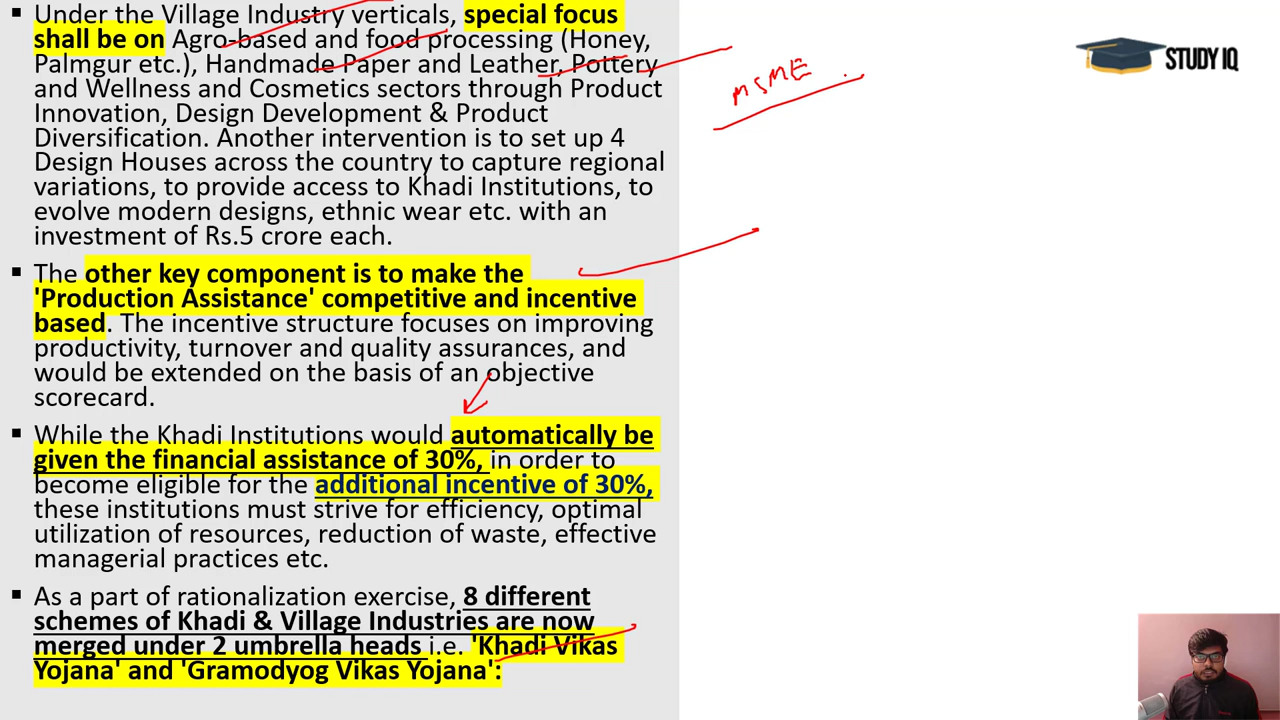 Under the Village Industry verticals, special focus
shall be on Agro-based and food processing (Honey,
Palmgur etc.), Handmade Paper and Leather, Pottery
and Wellness and Cosmetics sectors through Product
Innovation, Design Development & Product
Diversification. Another intervention is to set up 4
Design Houses across the country to capture regional
variations, to provide access to Khadi Institutions, to
evolve modern designs, ethnic wear etc. with an
investment of Rs.5 crore each.
The other key component is to make the
'Production Assistance' competitive and incentive
based. The incentive structure focuses on improving
productivity, turnover and quality assurances, and
would be extended on the basis of an objective
scorecard.
While the Khadi Institutions would automatically be
given the financial assistance of 30%, in order to
become eligible for the additional incentive of 30%,
these institutions must strive for efficiency, optimal
utilization of resources, reduction of waste, effective
managerial practices etc.
As a part of rationalization exercise, 8 different
schemes of Khadi & Village Industries are now
merged under 2 umbrella heads i.e. 'Khadi Vikas
Yojana' and 'Gramodyog Vikas Yojana':
MSME
STUDY IQ